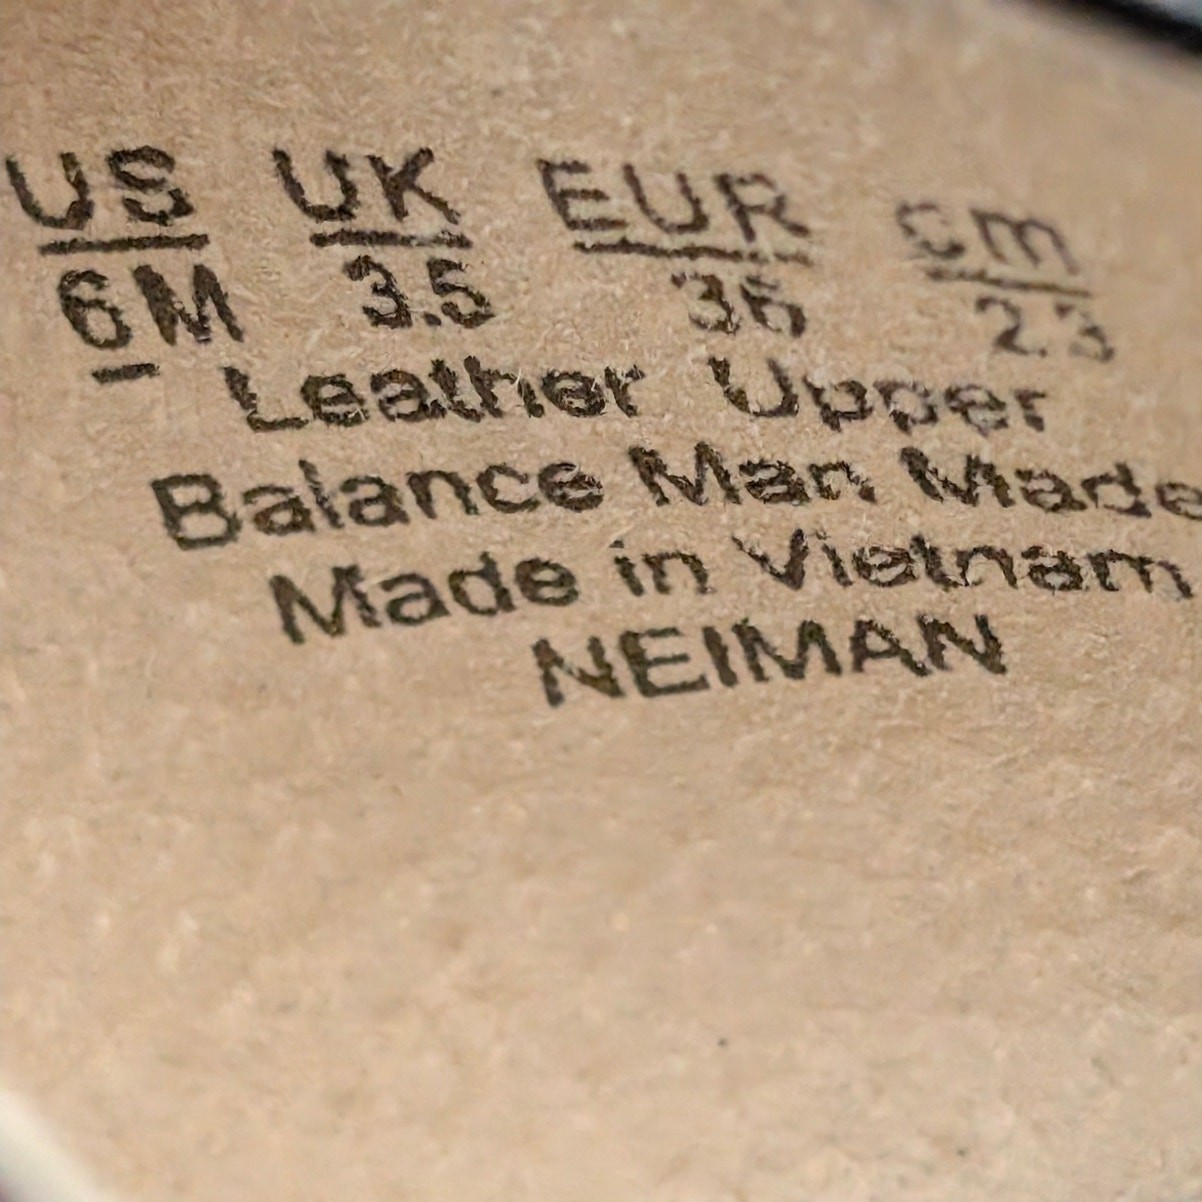 US UK EUR cm
6M 3.5 36 23
Leather Upper
Balance Man Made
Made in Vietnam
NEIMAN